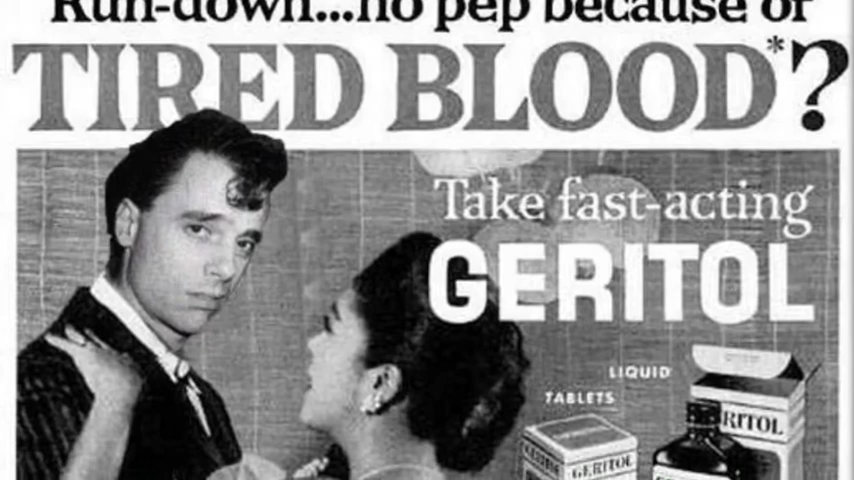 Run-down...no pep because of
TIRED BLOOD*?
Take fast-acting
GERITOL
LIQUID
TABLETS
RITOL
GERITOL